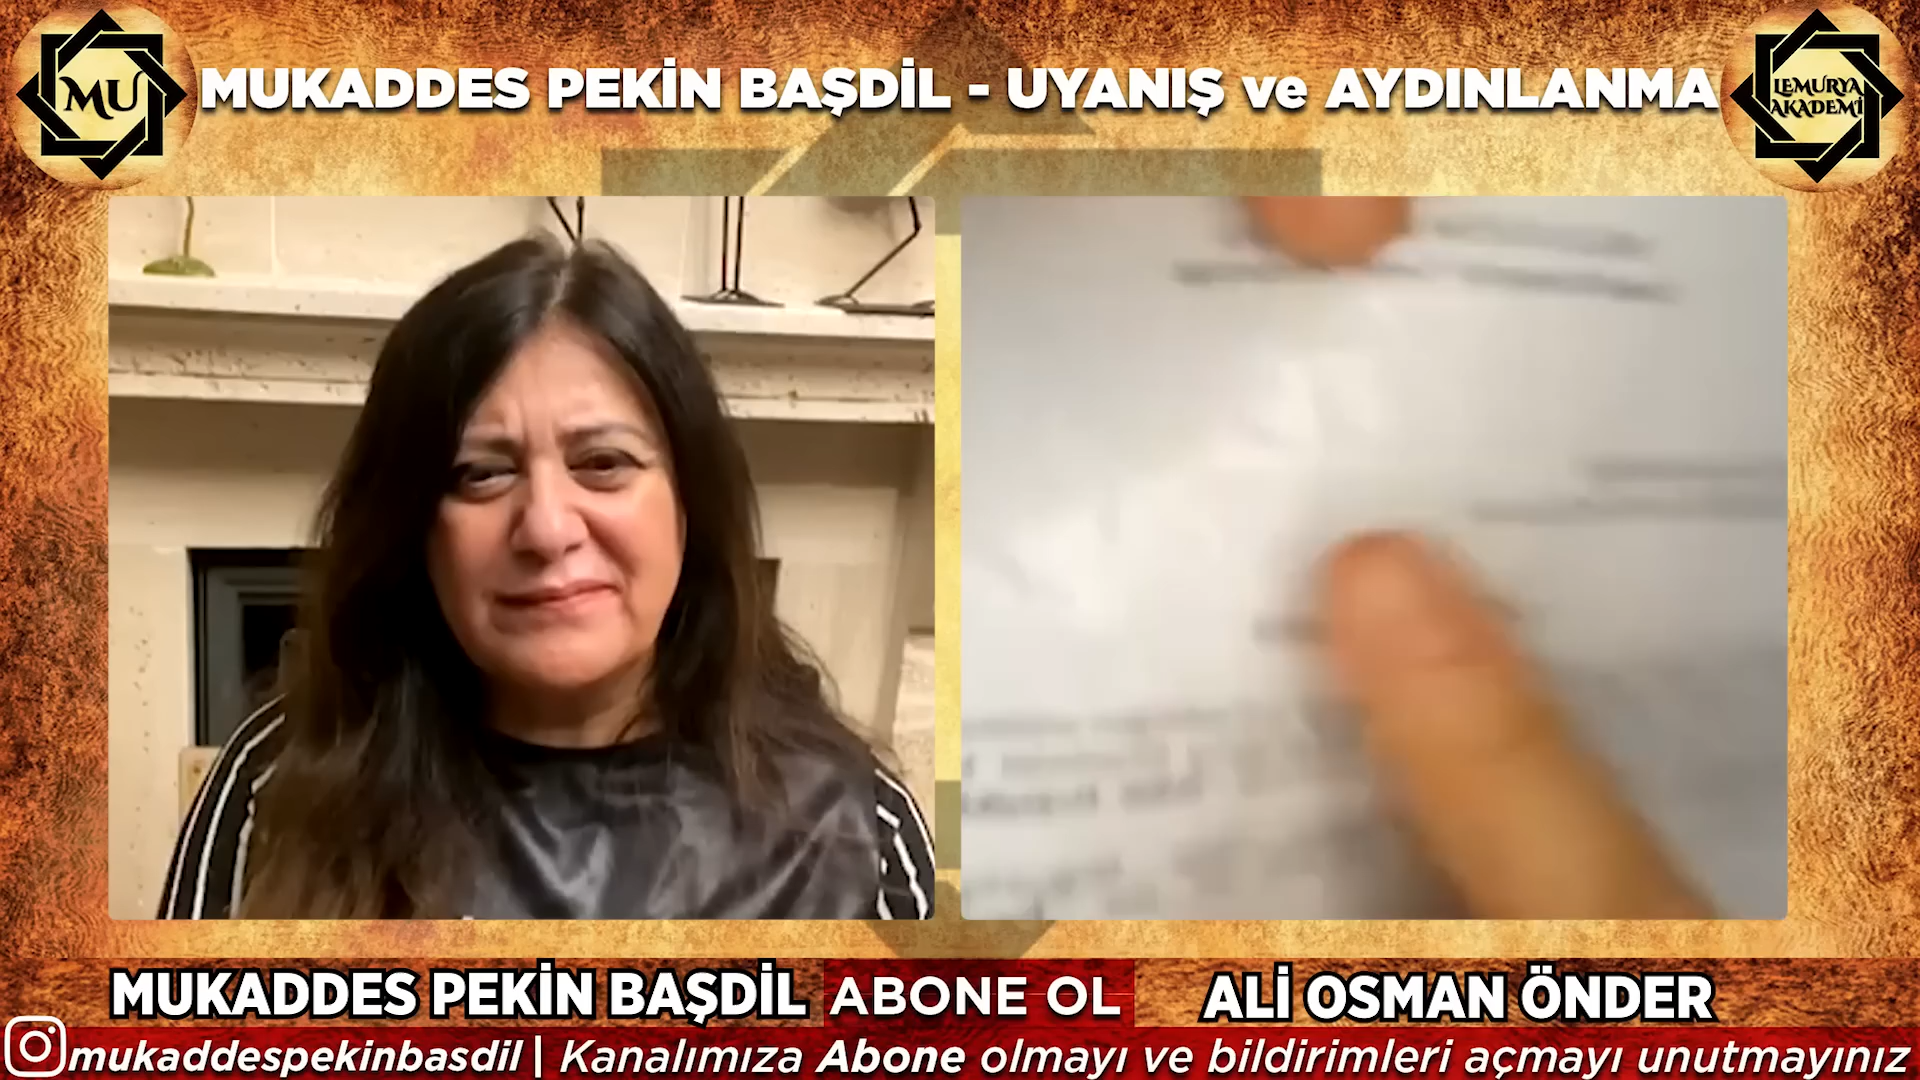 MU
MUKADDES PEKİN BAŞDİL - UYANIŞ ve AYDINLANMA
LEMURYA
AKADEMİ
MUKADDES PEKİN BAŞDİL
ABONE OL
ALİ OSMAN ÖNDER
mukaddespekinbasdil | Kanalımıza Abone olmayı ve bildirimleri açmayı unutmayınız